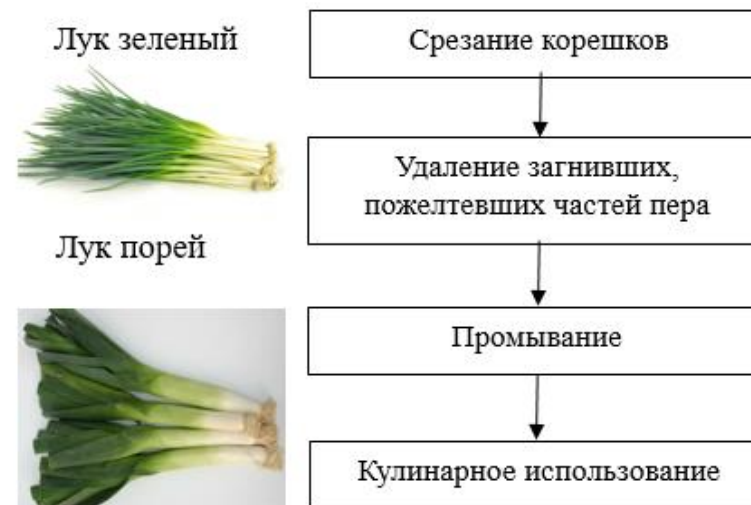 Лук зеленый
Срезание корешков
Удаление загнивших,
пожелтевших частей пера
Лук порей
Промывание
Кулинарное использование